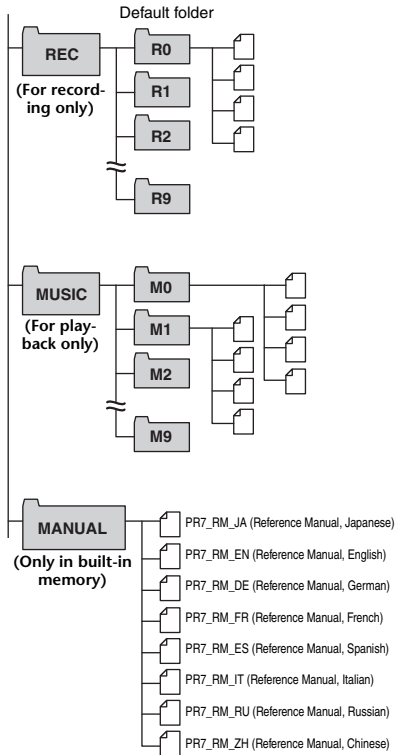 Default folder
REC
R0
(For record-
ing only)
R1
R2
R9
MUSIC
M0
(For play-
back only)
M1
M2
M9
MANUAL
(Only in built-in
memory)
PR7_RM_JA (Reference Manual, Japanese)
PR7_RM_EN (Reference Manual, English)
PR7_RM_DE (Reference Manual, German)
PR7_RM_FR (Reference Manual, French)
PR7_RM_ES (Reference Manual, Spanish)
PR7_RM_IT (Reference Manual, Italian)
PR7_RM_RU (Reference Manual, Russian)
PR7_RM_ZH (Reference Manual, Chinese)